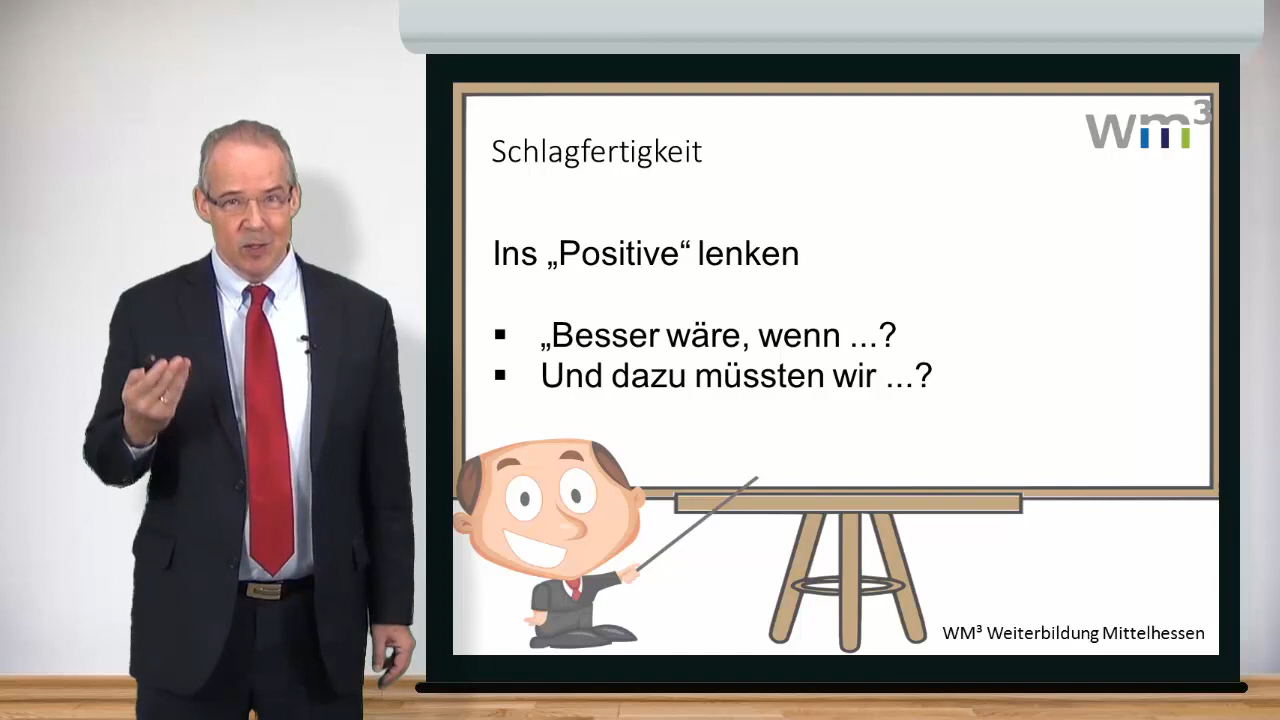 wm³
Schlagfertigkeit
Ins „Positive“ lenken
▪ „Besser wäre, wenn ...?
▪ Und dazu müssten wir ...?
WM³ Weiterbildung Mittelhessen